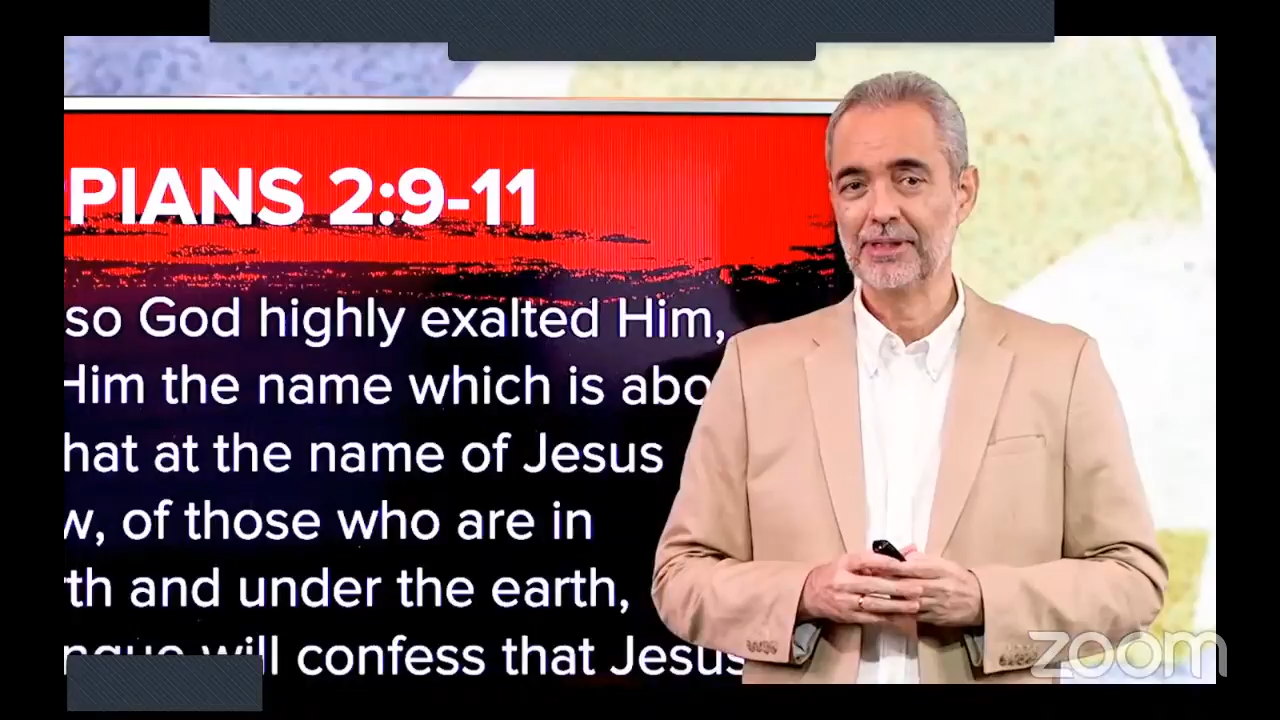 PIANS 2:9-11
so God highly exalted Him,
Him the name which is abo
hat at the name of Jesus
w, of those who are in
th and under the earth,
ngue will confess that Jesus
zoom